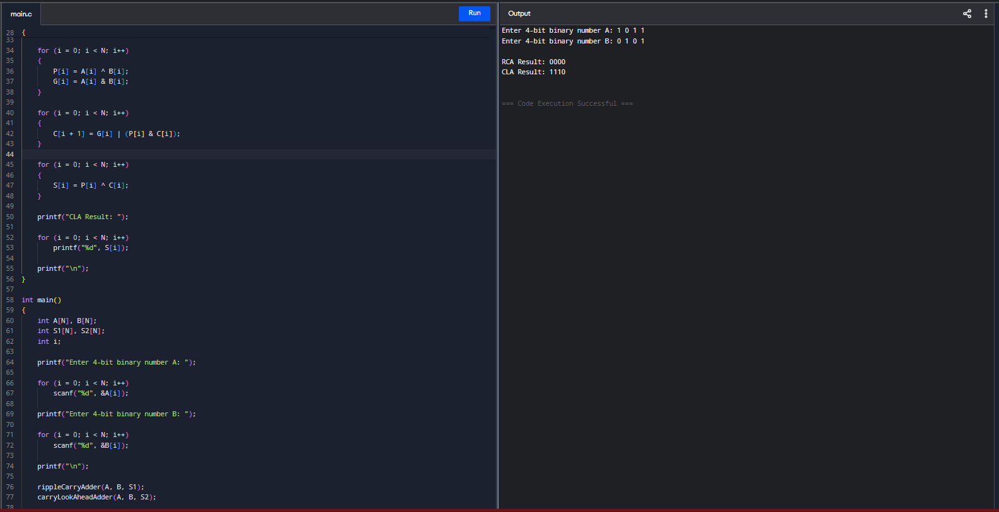 main.c
Run
28 {
33
34 for (i = 0; i < N; i++)
35 {
36 P[i] = A[i] ^ B[i];
37 G[i] = A[i] & B[i];
38 }
39
40 for (i = 0; i < N; i++)
41 {
42 C[i + 1] = G[i] | (P[i] & C[i]);
43 }
44
45 for (i = 0; i < N; i++)
46 {
47 S[i] = P[i] ^ C[i];
48 }
49
50 printf("CLA Result: ");
51
52 for (i = 0; i < N; i++)
53 printf("%d", S[i]);
54
55 printf("\n");
56 }
57
58 int main()
59 {
60 int A[N], B[N];
61 int S1[N], S2[N];
62 int i;
63
64 printf("Enter 4-bit binary number A: ");
65
66 for (i = 0; i < N; i++)
67 scanf("%d", &A[i]);
68
69 printf("Enter 4-bit binary number B: ");
70
71 for (i = 0; i < N; i++)
72 scanf("%d", &B[i]);
73
74 printf("\n");
75
76 rippleCarryAdder(A, B, S1);
77 carryLookAheadAdder(A, B, S2);
78
Output
Enter 4-bit binary number A: 1 0 1 1
Enter 4-bit binary number B: 0 1 0 1
RCA Result: 0000
CLA Result: 1110
=== Code Execution Successful ===